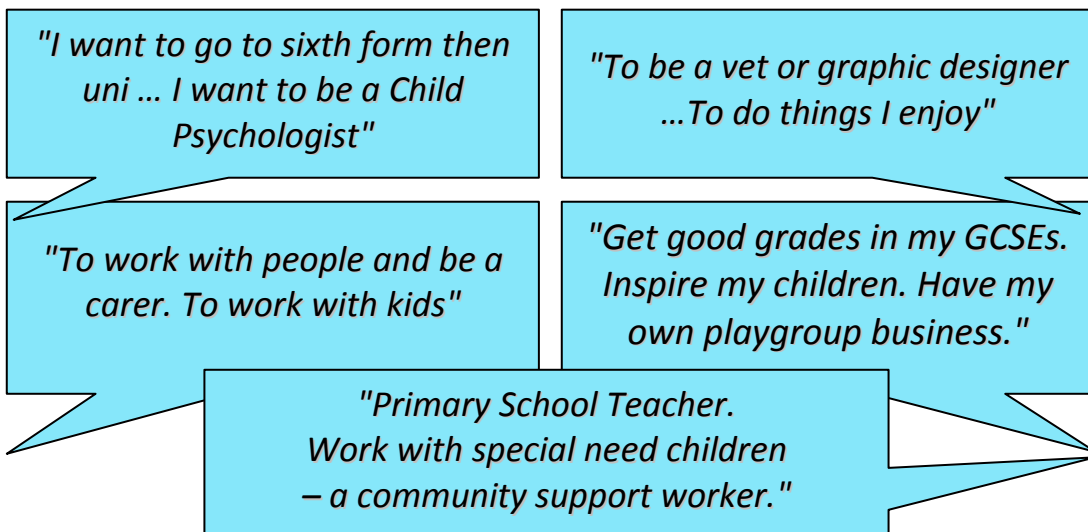 "I want to go to sixth form then
uni ... I want to be a Child
Psychologist"
"To be a vet or graphic designer
...To do things I enjoy"
"To work with people and be a
carer. To work with kids"
"Get good grades in my GCSEs.
Inspire my children. Have my
own playgroup business."
"Primary School Teacher.
Work with special need children
– a community support worker."